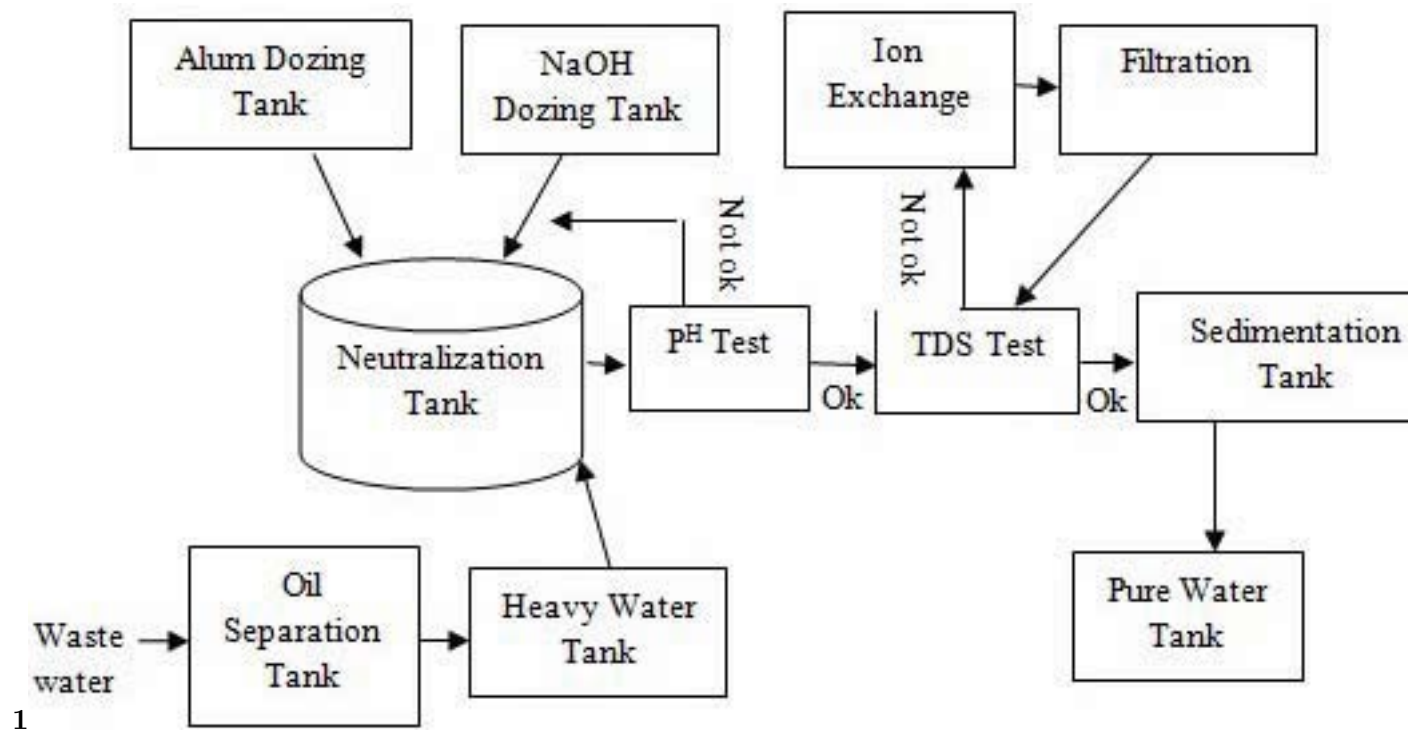 Alum Dozing
Tank
NaOH
Dozing Tank
Ion
Exchange
Filtration
Not ok
Not ok
Neutralization
Tank
Pᴴ Test
Ok
TDS Test
Ok
Sedimentation
Tank
Waste
water
Oil
Separation
Tank
Heavy Water
Tank
Pure Water
Tank
1